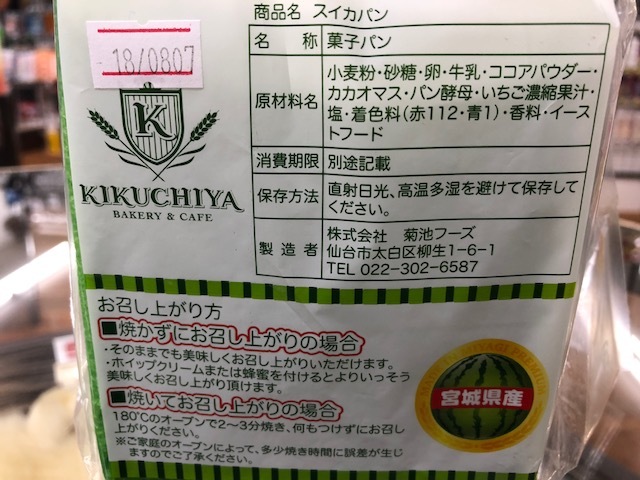 商品名 スイカパン
18/0807
名 称 菓子パン
原材料名 小麦粉・砂糖・卵・牛乳・ココアパウダー・
カカオマス・パン酵母・いちご濃縮果汁・
塩・着色料(赤112・青1)・香料・イース
トフード
消費期限 別途記載
保存方法 直射日光、高温多湿を避けて保存して
ください。
製造者 株式会社 菊池フーズ
仙台市太白区柳生1-6-1
TEL 022-302-6587
K
KIKUCHIYA
BAKERY & CAFE
お召し上がり方
■焼かずにお召し上がりの場合
・そのままでも美味しくお召し上がりいただけます。
・ホイップクリームまたは蜂蜜を付けるとよりいっそう
美味しくお召し上がり頂けます。
■焼いてお召し上がりの場合
180℃のオーブンで2〜3分焼き、何もつけずにお召し
上がりください。
※ご家庭のオーブンによって、多少焼き時間に誤差が生じ
ますのでご了承ください。
宮城県産